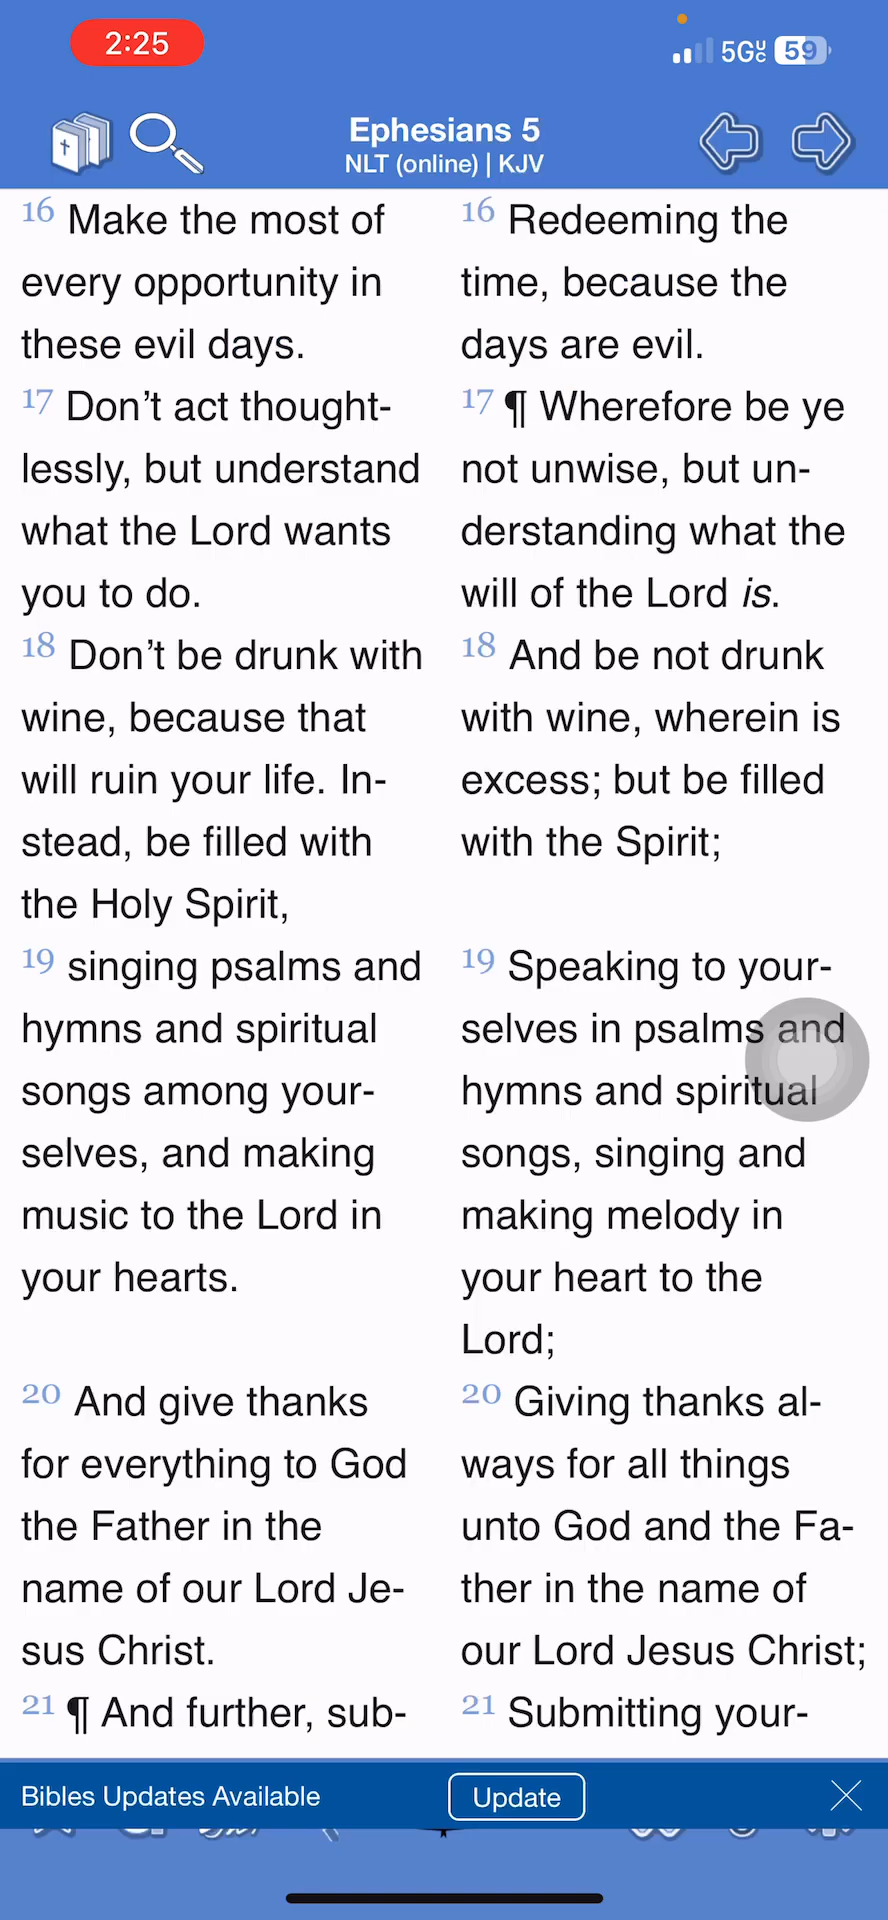 2:25
5GUC 59
Ephesians 5
NLT (online) | KJV
16 Make the most of
every opportunity in
these evil days.
17 Don’t act thought-
lessly, but understand
what the Lord wants
you to do.
18 Don’t be drunk with
wine, because that
will ruin your life. In-
stead, be filled with
the Holy Spirit,
19 singing psalms and
hymns and spiritual
songs among your-
selves, and making
music to the Lord in
your hearts.
20 And give thanks
for everything to God
the Father in the
name of our Lord Je-
sus Christ.
21 ¶ And further, sub-
16 Redeeming the
time, because the
days are evil.
17 ¶ Wherefore be ye
not unwise, but un-
derstanding what the
will of the Lord is.
18 And be not drunk
with wine, wherein is
excess; but be filled
with the Spirit;
19 Speaking to your-
selves in psalms and
hymns and spiritual
songs, singing and
making melody in
your heart to the
Lord;
20 Giving thanks al-
ways for all things
unto God and the Fa-
ther in the name of
our Lord Jesus Christ;
21 Submitting your-
Bibles Updates Available
Update